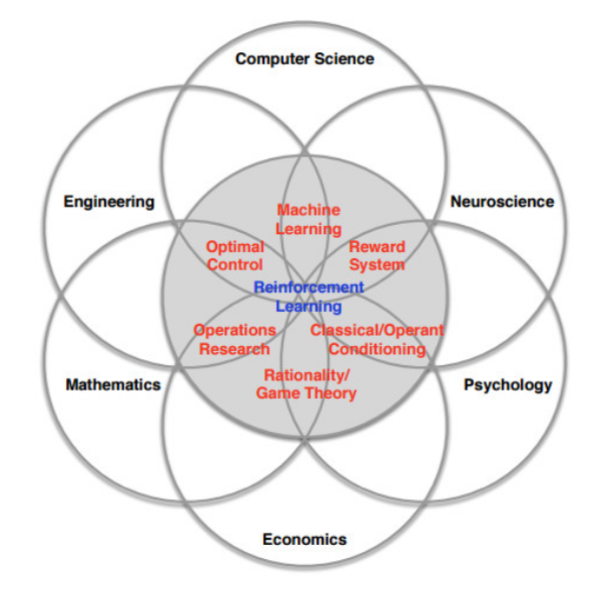 Computer Science
Engineering
Neuroscience
Machine
Learning
Optimal
Control
Reward
System
Reinforcement
Learning
Operations
Research
Classical/Operant
Conditioning
Rationality/
Game Theory
Mathematics
Psychology
Economics